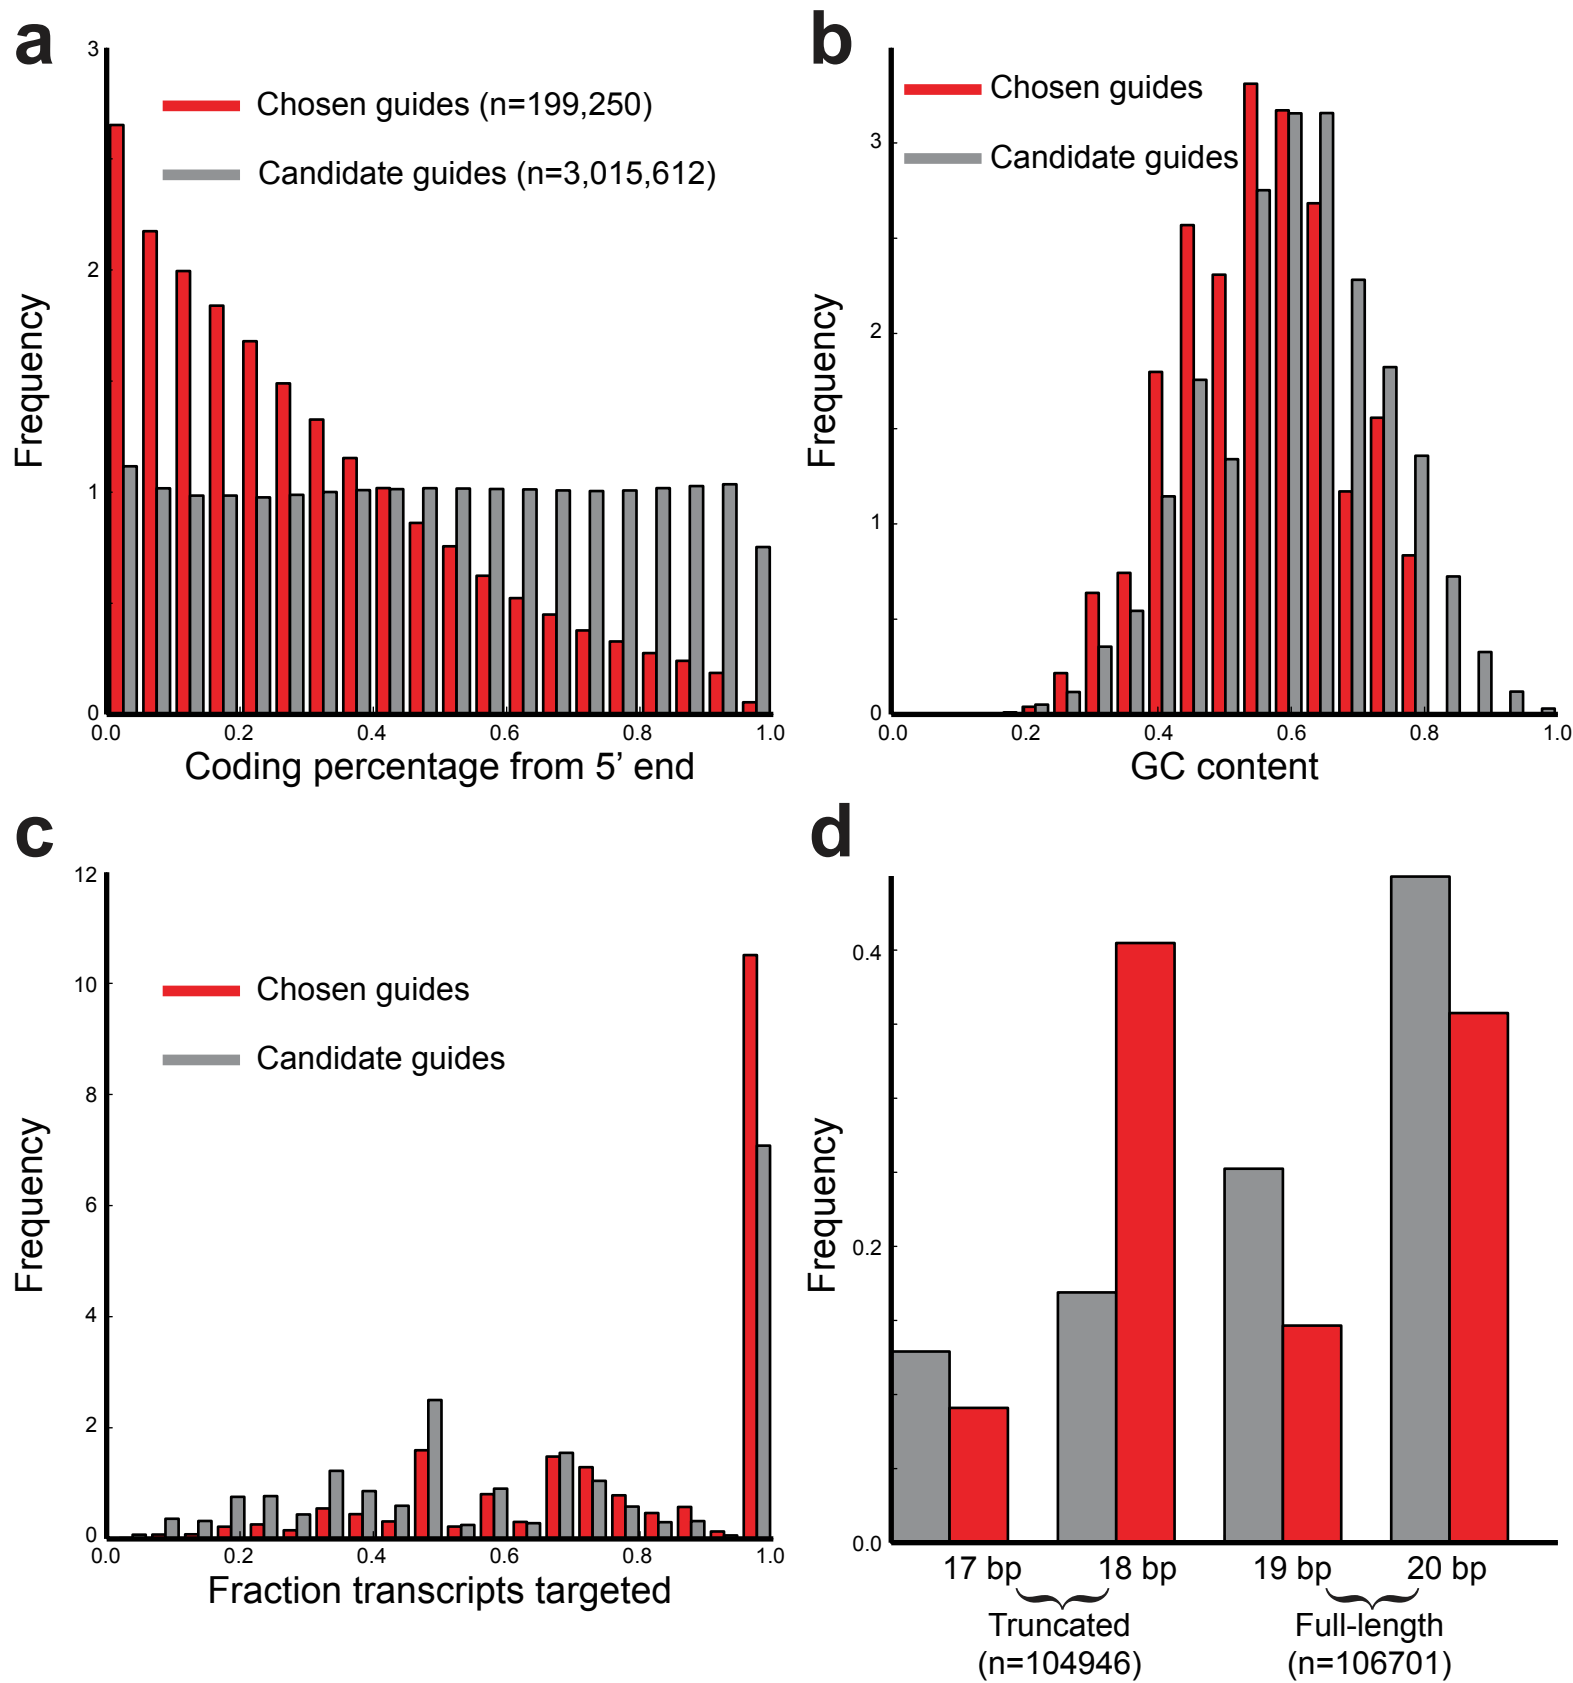 a
3
2
1
0
Frequency
Chosen guides (n=199,250)
Candidate guides (n=3,015,612)
0.0 0.2 0.4 0.6 0.8 1.0
Coding percentage from 5’ end
b
3
2
1
0
Frequency
Chosen guides
Candidate guides
0.0 0.2 0.4 0.6 0.8 1.0
GC content
c
12
10
8
6
4
2
0
Frequency
Chosen guides
Candidate guides
0.0 0.2 0.4 0.6 0.8 1.0
Fraction transcripts targeted
d
0.4
0.2
0.0
Frequency
17 bp 18 bp 19 bp 20 bp
Truncated
(n=104946)
Full-length
(n=106701)